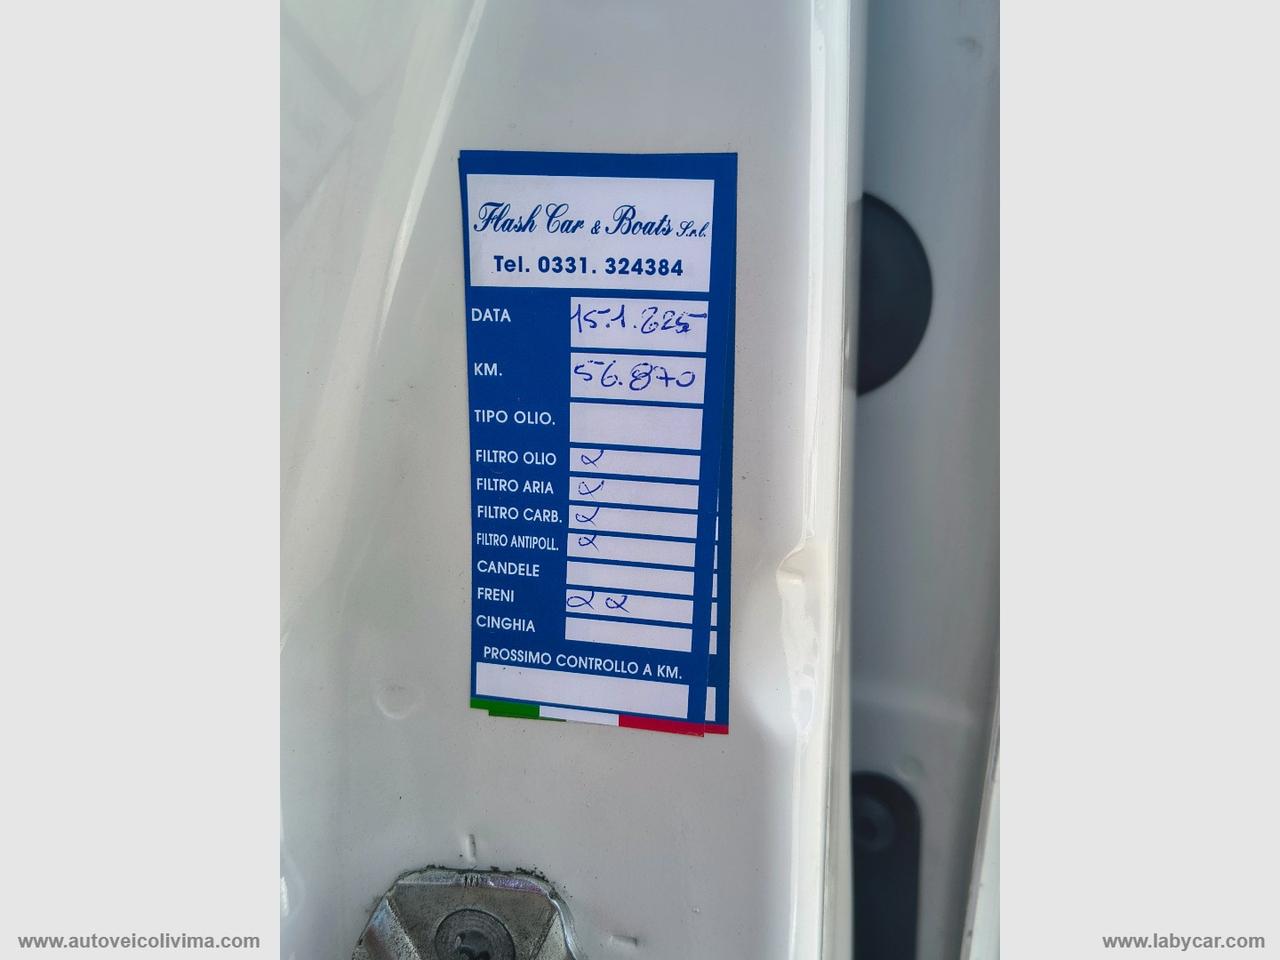 Flash Car & Boats S.r.l.
Tel. 0331. 324384
DATA 15.1.2025
KM. 56.870
TIPO OLIO.
FILTRO OLIO
FILTRO ARIA
FILTRO CARB.
FILTRO ANTIPOLL.
CANDELE
FRENI
CINGHIA
PROSSIMO CONTROLLO A KM.
www.autoveicolivima.com
www.labycar.com